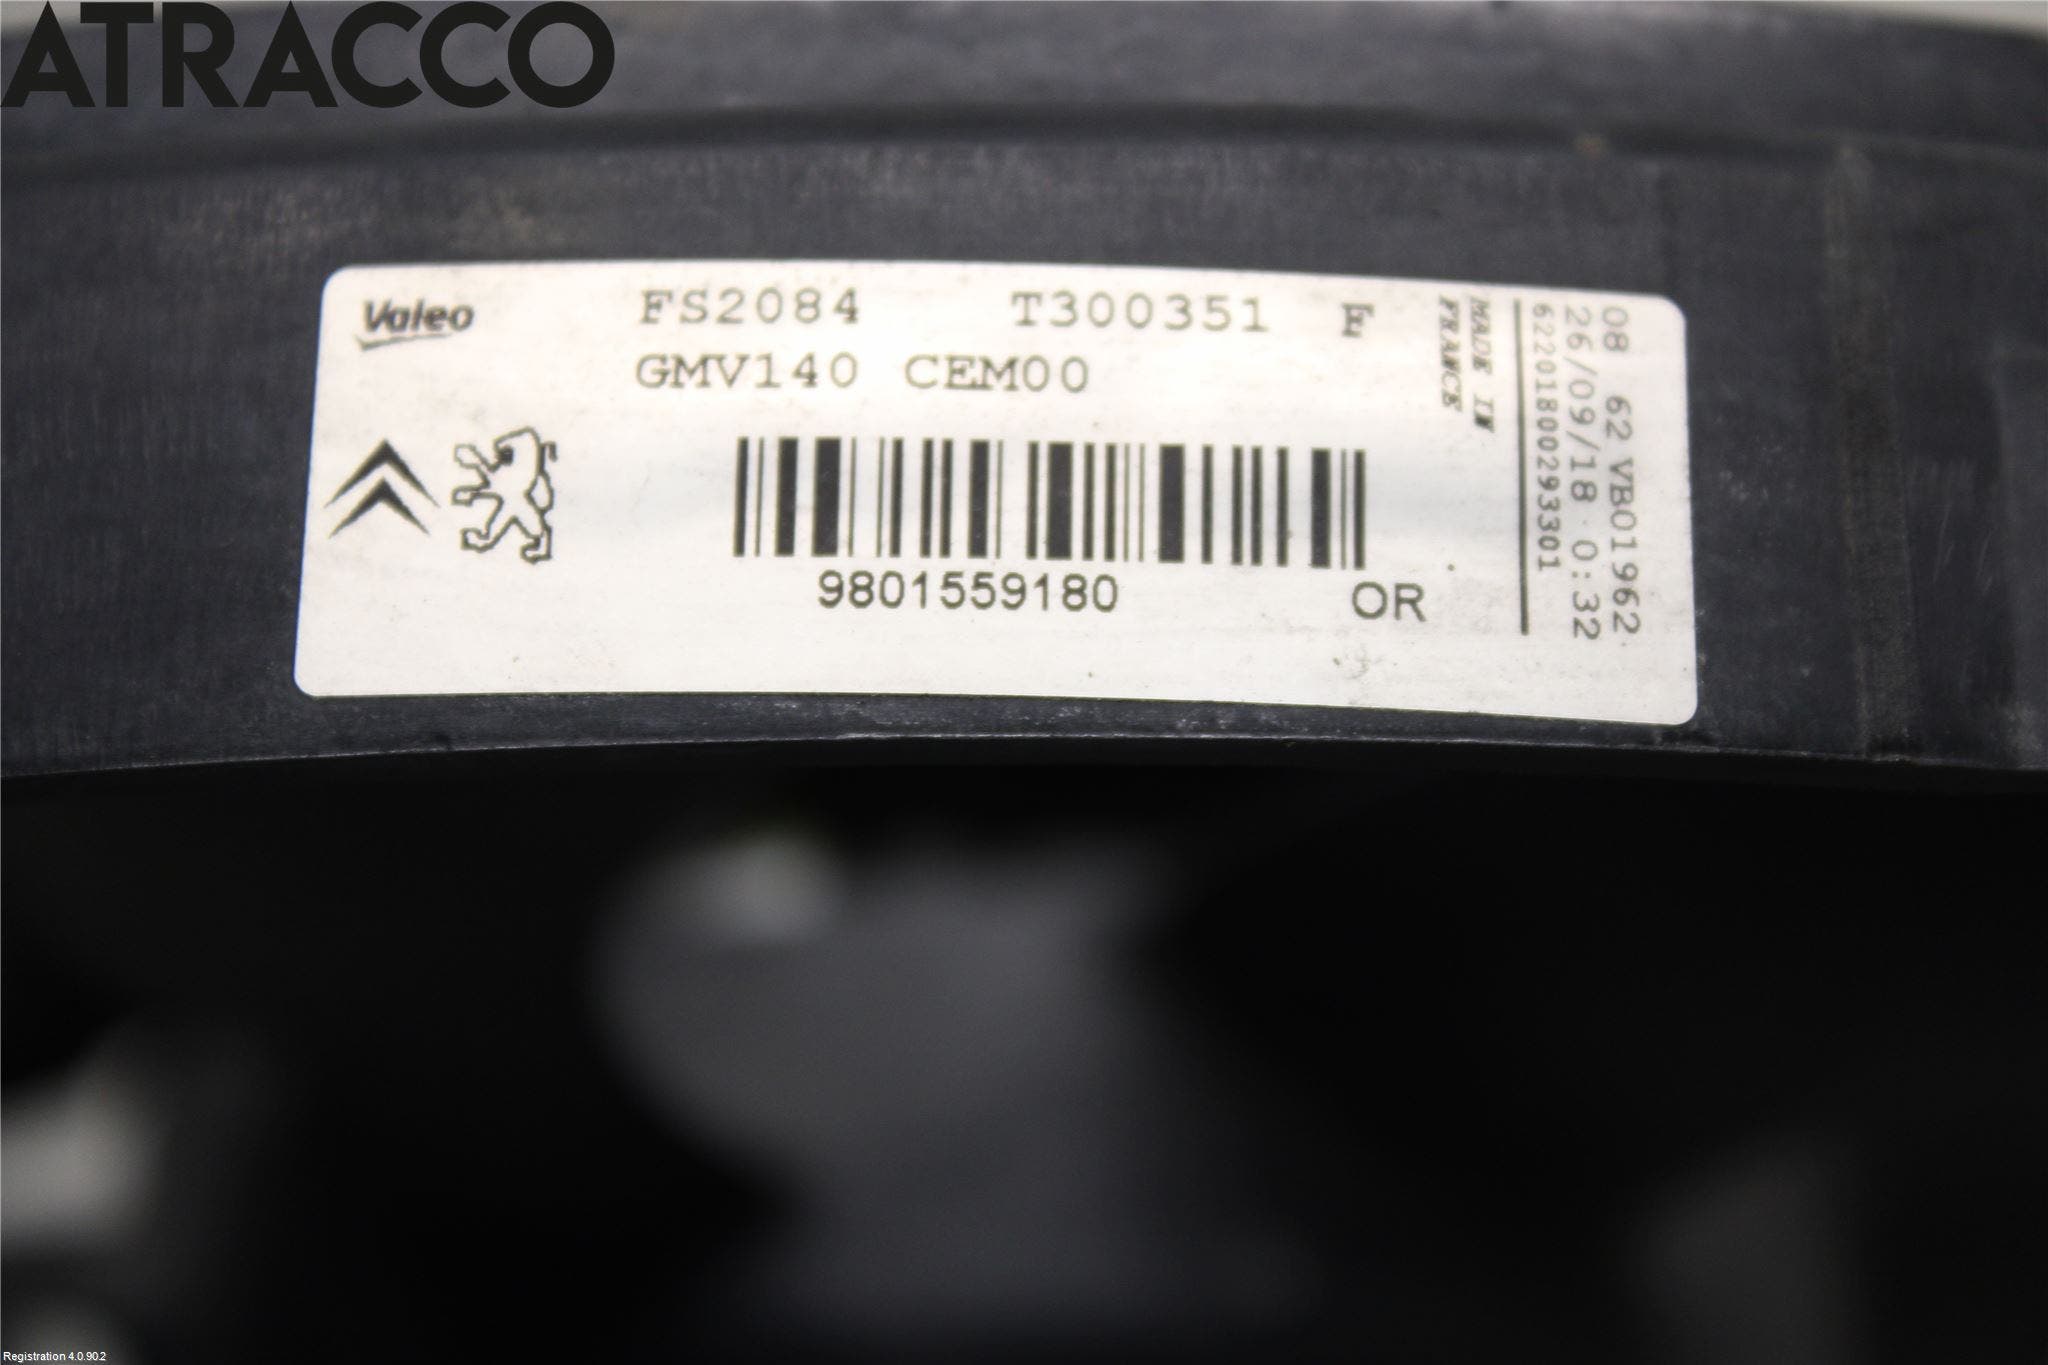 ATRACCO
Valeo FS2084 T300351 E
GMV140 CEM00
9801559180 OR
MADE IN
FRANCE
08 62 VB01962
26/09/18 0:32
62201800293301
Registration 4.0.90.2